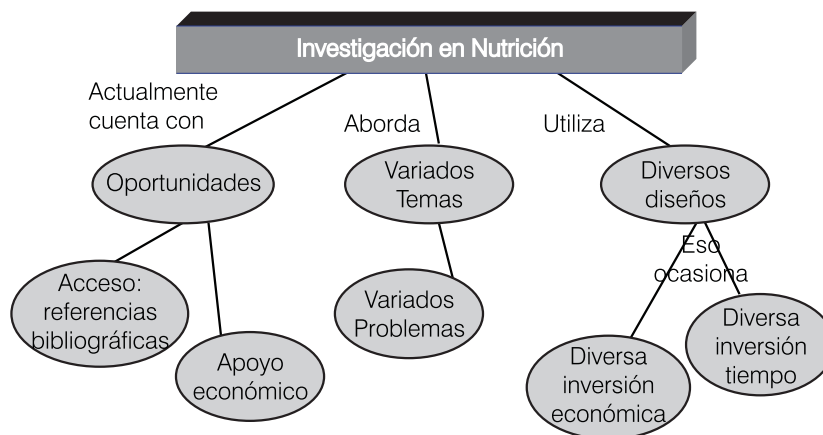 Investigación en Nutrición
Actualmente
cuenta con
Aborda
Utiliza
Oportunidades
Variados
Temas
Diversos
diseños
Eso
ocasiona
Acceso:
referencias
bibliográficas
Apoyo
económico
Variados
Problemas
Diversa
inversión
económica
Diversa
inversión
tiempo